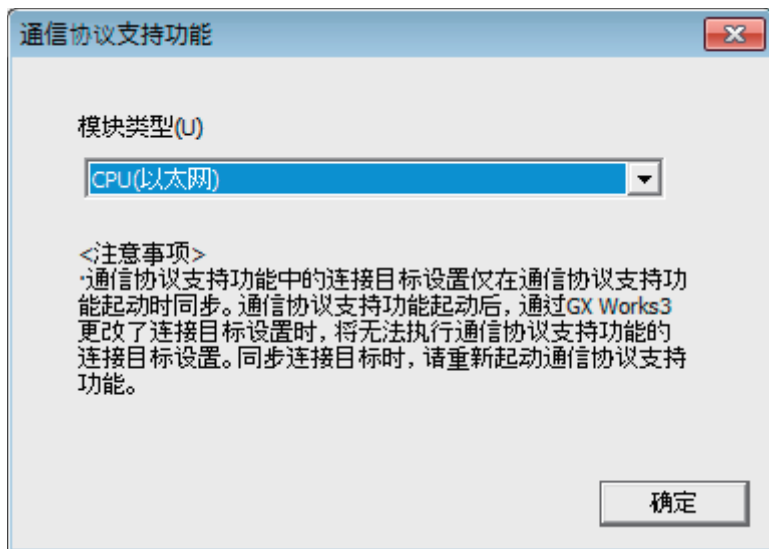 通信协议支持功能
模块类型(U)
CPU(以太网)
<注意事项>
·通信协议支持功能中的连接目标设置仅在通信协议支持功
能起动时同步。通信协议支持功能起动后，通过GX Works3
更改了连接目标设置时，将无法执行通信协议支持功能的
连接目标设置。同步连接目标时，请重新起动通信协议支持
功能。
确定